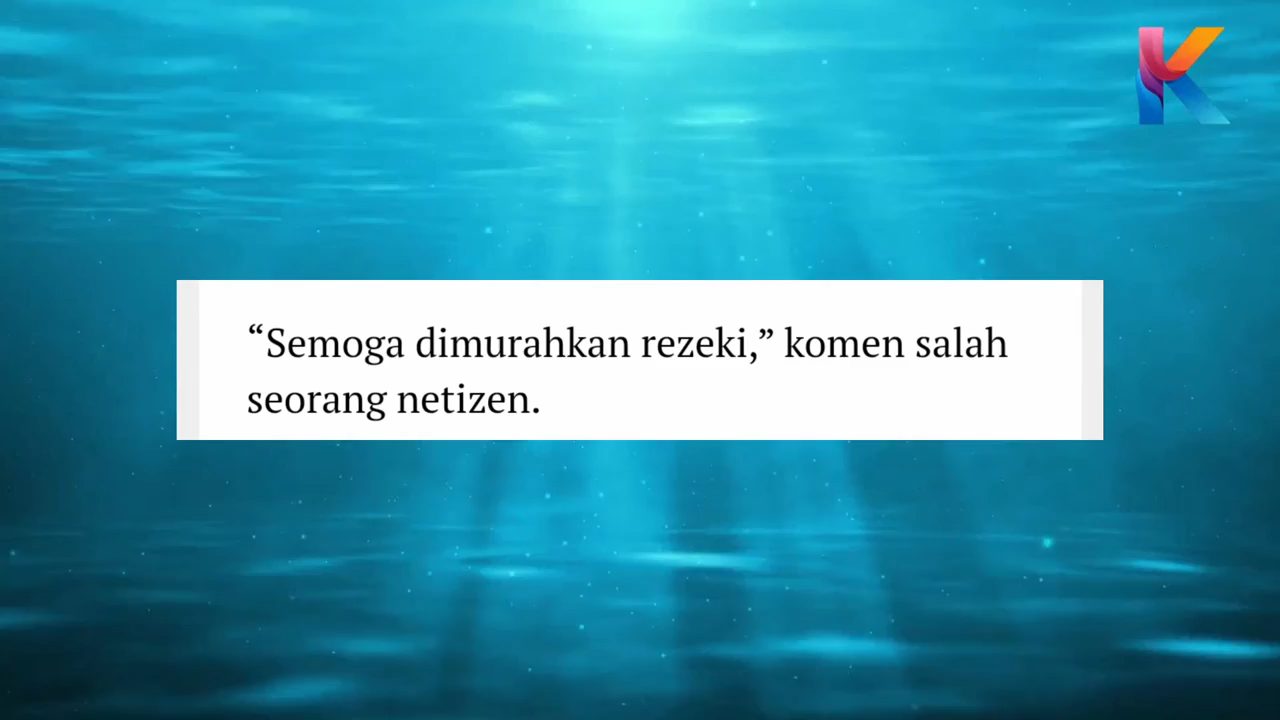 “Semoga dimurahkan rezeki,” komen salah
seorang netizen.